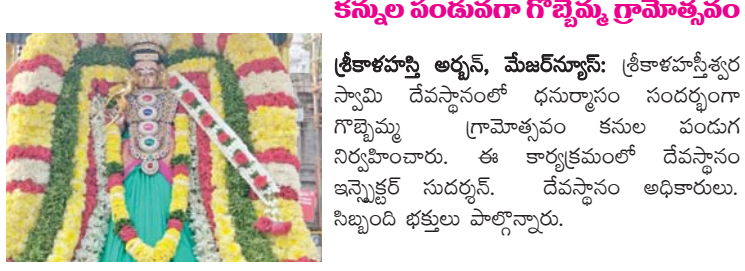 కన్నుల పండువగా గొబ్బెమ్మ గ్రామోత్సవం
శ్రీకాళహస్తి అర్బన్, మేజర్‌న్యూస్: శ్రీకాళహస్తీశ్వర
స్వామి దేవస్థానంలో ధనుర్మాసం సందర్భంగా
గొబ్బెమ్మ గ్రామోత్సవం కనుల పండుగ
నిర్వహించారు. ఈ కార్యక్రమంలో దేవస్థానం
ఇన్స్పెక్టర్ సుదర్శన్. దేవస్థానం అధికారులు.
సిబ్బంది భక్తులు పాల్గొన్నారు.